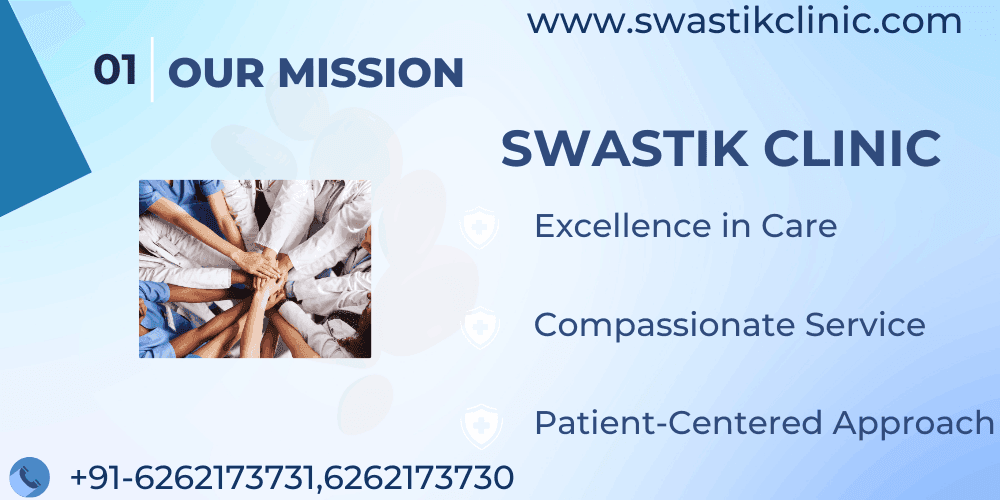 www.swastikclinic.com
01 OUR MISSION
SWASTIK CLINIC
Excellence in Care
Compassionate Service
Patient-Centered Approach
+91-6262173731,6262173730